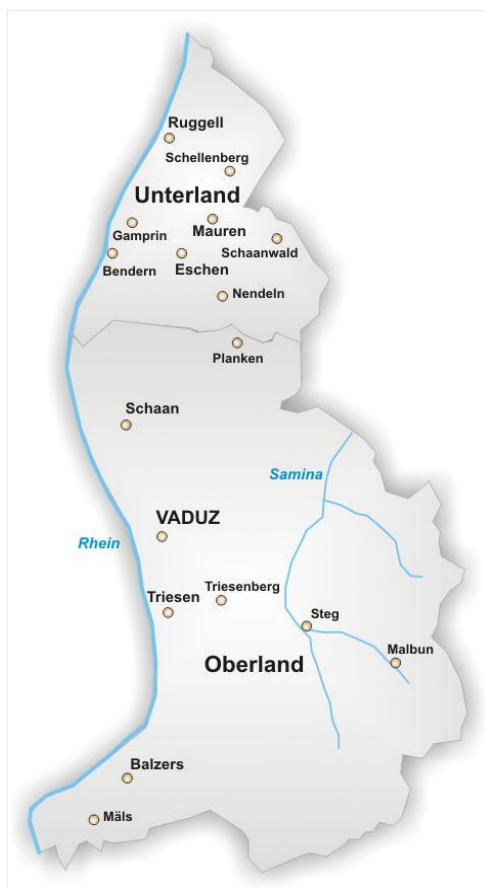 Ruggell
Schellenberg
Unterland
Mauren
Gamprin
Schaanwald
Bendern
Eschen
Nendeln
Planken
Schaan
Samina
VADUZ
Rhein
Triesenberg
Triesen
Steg
Malbun
Oberland
Balzers
Mäls